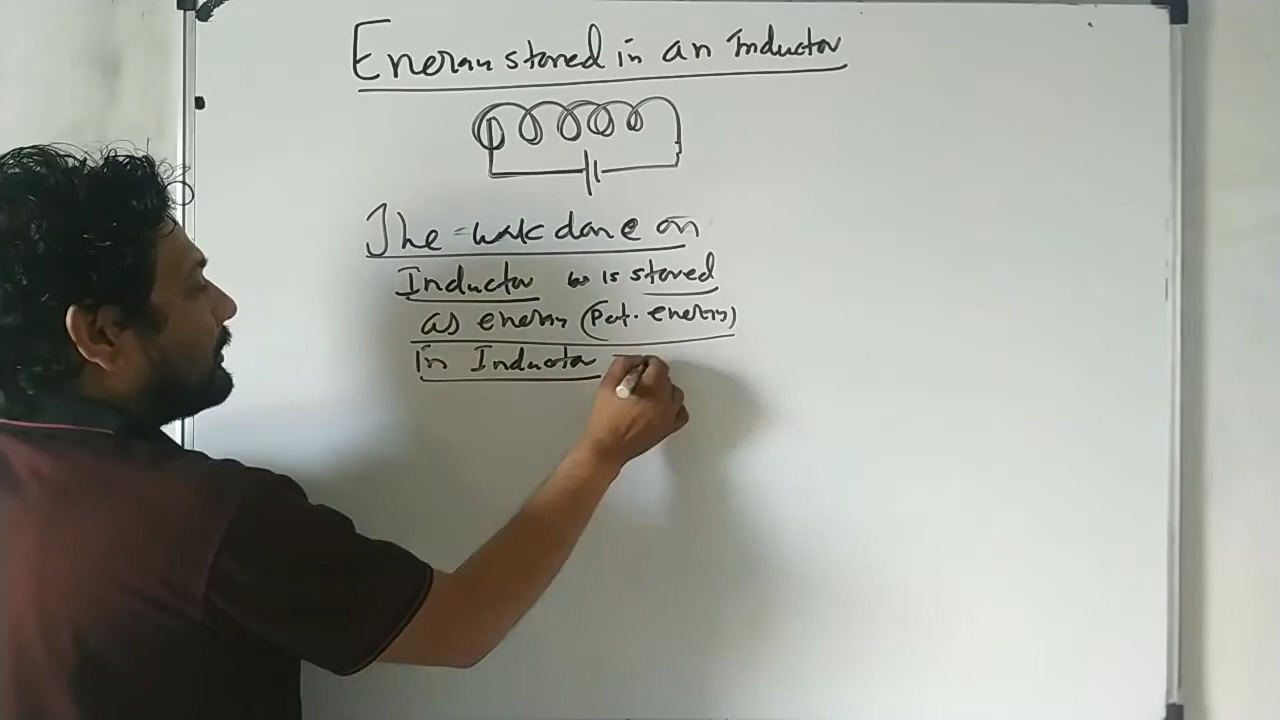 Energy stored in an Inductor
The work done on
Inductor is stored
as energy (Pot. energy)
in Inductor